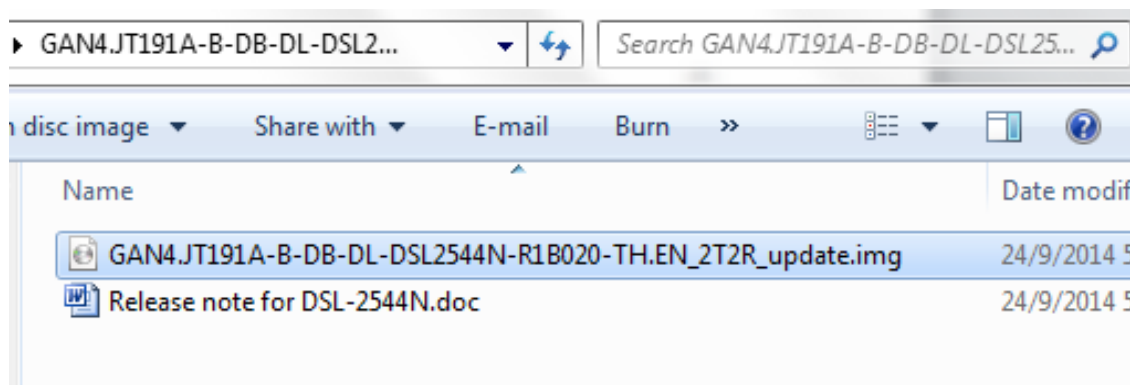 GAN4.JT191A-B-DB-DL-DSL2... Search GAN4.JT191A-B-DB-DL-DSL25...
disc image Share with E-mail Burn »
Name Date modif
GAN4.JT191A-B-DB-DL-DSL2544N-R1B020-TH.EN_2T2R_update.img 24/9/2014 5
Release note for DSL-2544N.doc 24/9/2014 5